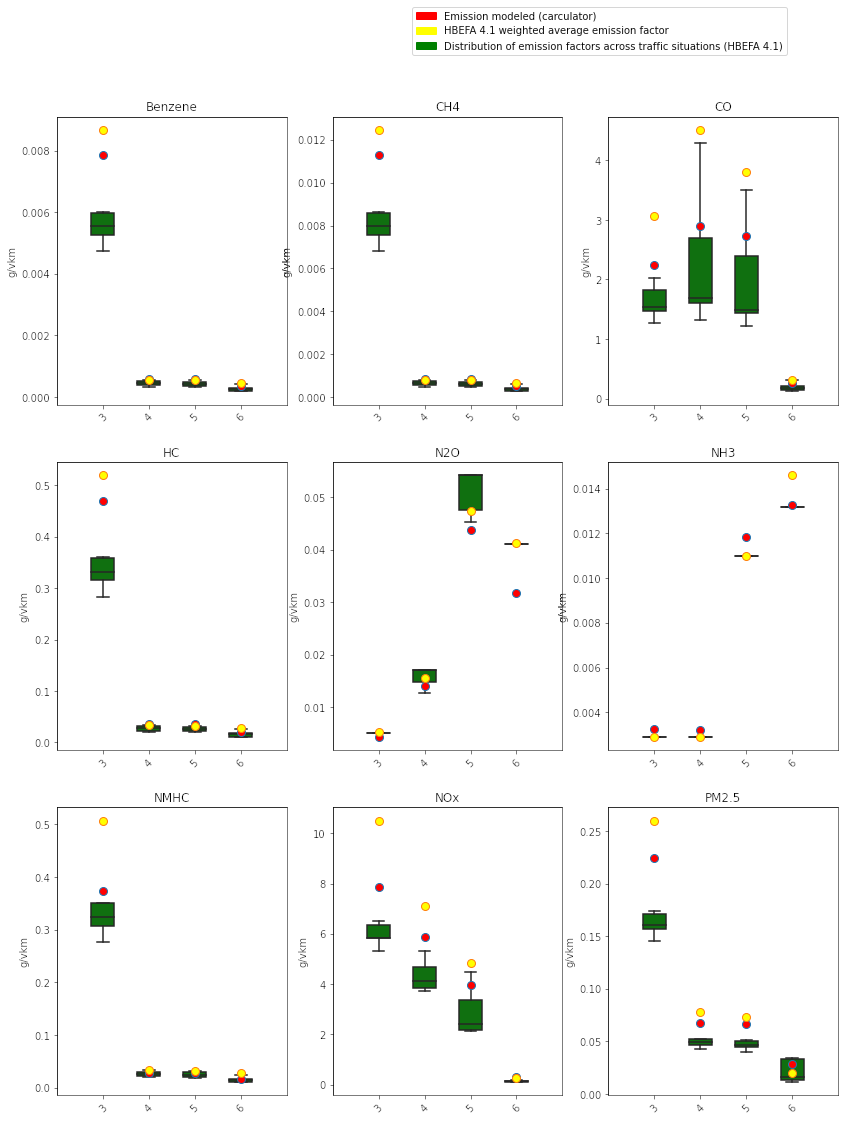 Emission modeled (carculator)
HBEFA 4.1 weighted average emission factor
Distribution of emission factors across traffic situations (HBEFA 4.1)
Benzene
g/vkm
0.008
0.006
0.004
0.002
0.000
3 4 5 6
CH4
g/vkm
0.012
0.010
0.008
0.006
0.004
0.002
0.000
3 4 5 6
CO
4
3
2
1
0
3 4 5 6
HC
g/vkm
0.5
0.4
0.3
0.2
0.1
0.0
3 4 5 6
N2O
g/vkm
0.05
0.04
0.03
0.02
0.01
3 4 5 6
NH3
g/vkm
0.014
0.012
0.010
0.008
0.006
0.004
3 4 5 6
NMHC
g/vkm
0.5
0.4
0.3
0.2
0.1
0.0
3 4 5 6
NOx
g/vkm
10
8
6
4
2
0
3 4 5 6
PM2.5
g/vkm
0.25
0.20
0.15
0.10
0.05
0.00
3 4 5 6